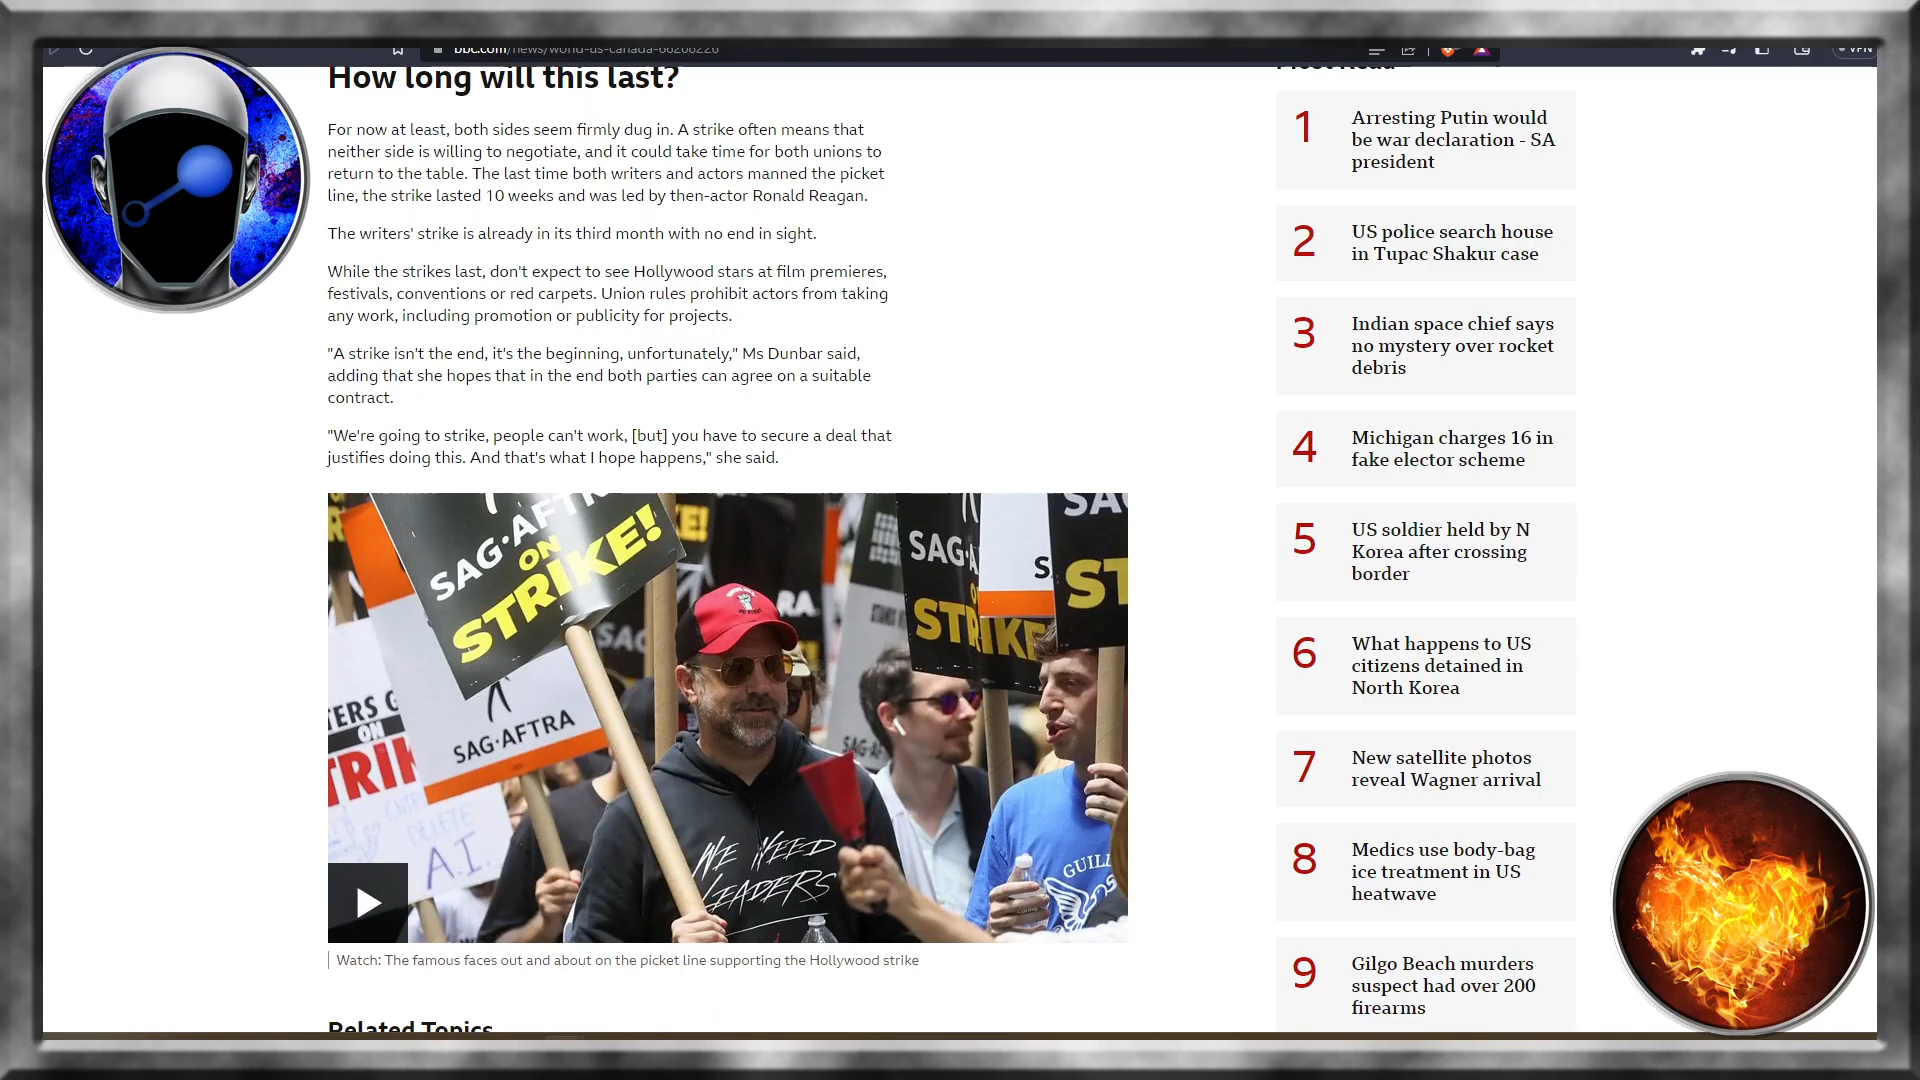 bbc.com/news/world-us-canada-66208226
VPN
How long will this last?
For now at least, both sides seem firmly dug in. A strike often means that
neither side is willing to negotiate, and it could take time for both unions to
return to the table. The last time both writers and actors manned the picket
line, the strike lasted 10 weeks and was led by then-actor Ronald Reagan.
The writers' strike is already in its third month with no end in sight.
While the strikes last, don't expect to see Hollywood stars at film premieres,
festivals, conventions or red carpets. Union rules prohibit actors from taking
any work, including promotion or publicity for projects.
"A strike isn't the end, it's the beginning, unfortunately," Ms Dunbar said,
adding that she hopes that in the end both parties can agree on a suitable
contract.
"We're going to strike, people can't work, [but] you have to secure a deal that
justifies doing this. And that's what I hope happens," she said.
SAG·AFTRA
ON
STRIKE!
SAG·AFTRA
ON
DELETE
A.I.
WE NEED
LEADERS
SAG·A
STRIKE
SA
ST
GUILD
Watch: The famous faces out and about on the picket line supporting the Hollywood strike
Related Topics
Most Read
1
Arresting Putin would
be war declaration - SA
president
2
US police search house
in Tupac Shakur case
3
Indian space chief says
no mystery over rocket
debris
4
Michigan charges 16 in
fake elector scheme
5
US soldier held by N
Korea after crossing
border
6
What happens to US
citizens detained in
North Korea
7
New satellite photos
reveal Wagner arrival
8
Medics use body-bag
ice treatment in US
heatwave
9
Gilgo Beach murders
suspect had over 200
firearms